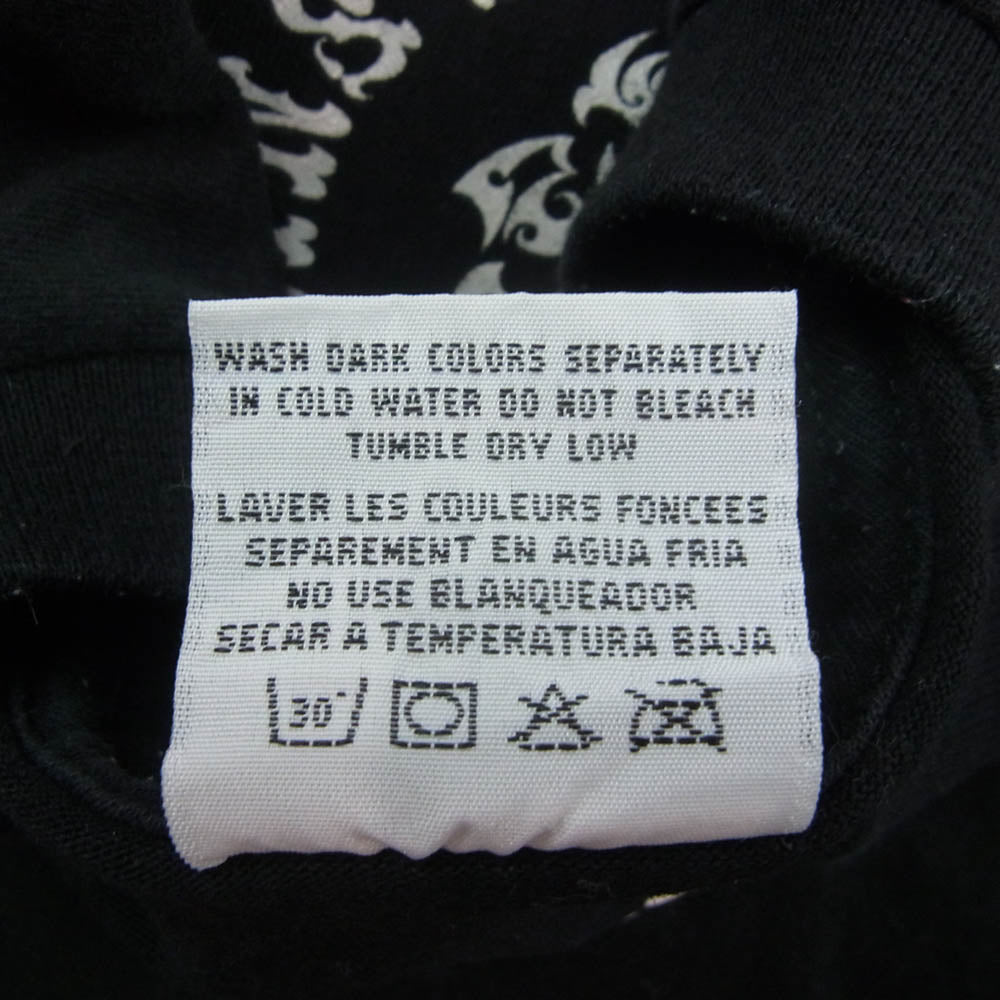 WASH DARK COLORS SEPARATELY
IN COLD WATER DO NOT BLEACH
TUMBLE DRY LOW
LAVER LES COULEURS FONCEES
SEPAREMENT EN AGUA FRIA
NO USE BLANQUEADOR
SECAR A TEMPERATURA BAJA
30°